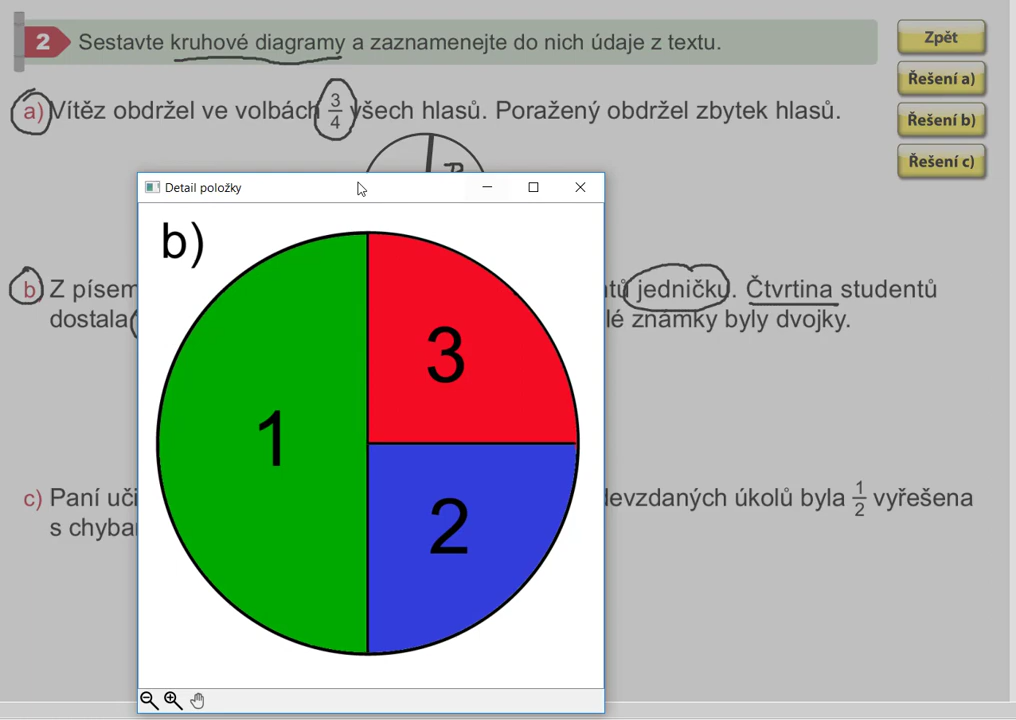 2 Sestavte kruhové diagramy a zaznamenejte do nich údaje z textu.
Zpět
Řešení a)
Řešení b)
Řešení c)
a) Vítěz obdržel ve volbách 3/4 všech hlasů. Poražený obdržel zbytek hlasů.
Detail položky
b)
1
3
2
b) Z písem jedničku. Čtvrtina studentů
dostala lé známky byly dvojky.
c) Paní uči devzdaných úkolů byla 1/2 vyřešena
s chyba